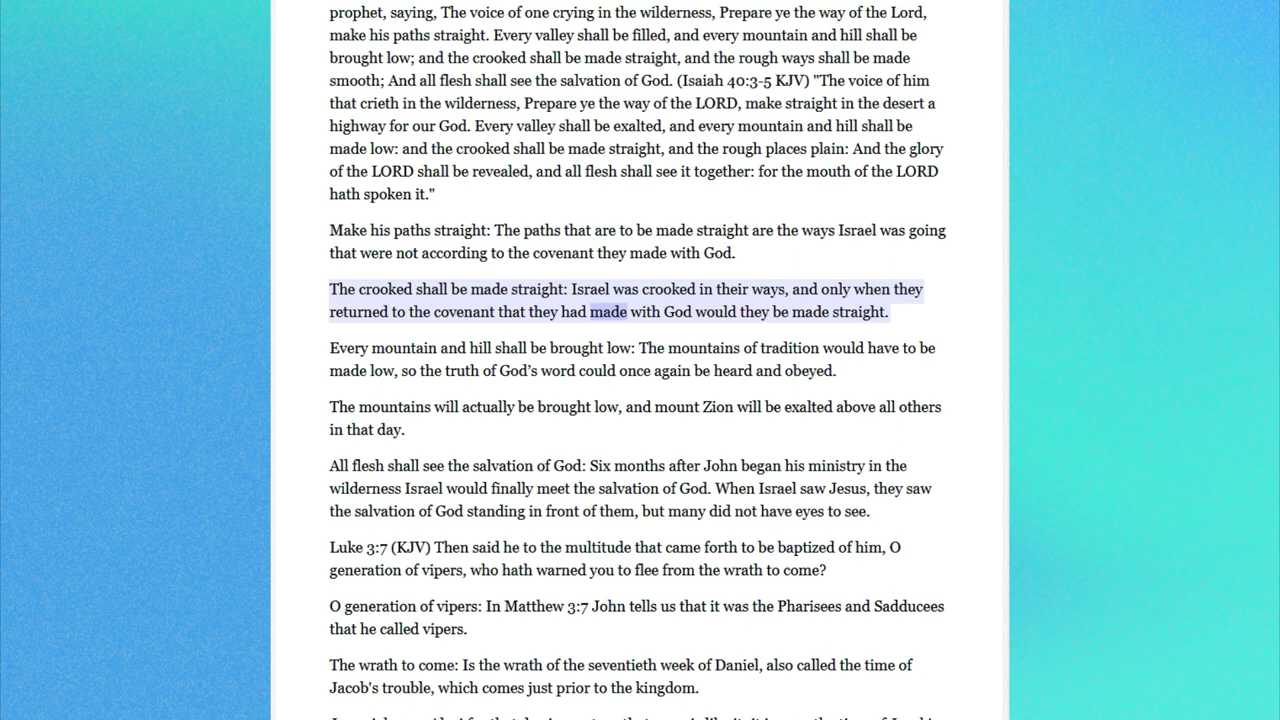 prophet, saying, The voice of one crying in the wilderness, Prepare ye the way of the Lord,
make his paths straight. Every valley shall be filled, and every mountain and hill shall be
brought low; and the crooked shall be made straight, and the rough ways shall be made
smooth; And all flesh shall see the salvation of God. (Isaiah 40:3-5 KJV) "The voice of him
that crieth in the wilderness, Prepare ye the way of the LORD, make straight in the desert a
highway for our God. Every valley shall be exalted, and every mountain and hill shall be
made low: and the crooked shall be made straight, and the rough places plain: And the glory
of the LORD shall be revealed, and all flesh shall see it together: for the mouth of the LORD
hath spoken it."
Make his paths straight: The paths that are to be made straight are the ways Israel was going
that were not according to the covenant they made with God.
The crooked shall be made straight: Israel was crooked in their ways, and only when they
returned to the covenant that they had made with God would they be made straight.
Every mountain and hill shall be brought low: The mountains of tradition would have to be
made low, so the truth of God’s word could once again be heard and obeyed.
The mountains will actually be brought low, and mount Zion will be exalted above all others
in that day.
All flesh shall see the salvation of God: Six months after John began his ministry in the
wilderness Israel would finally meet the salvation of God. When Israel saw Jesus, they saw
the salvation of God standing in front of them, but many did not have eyes to see.
Luke 3:7 (KJV) Then said he to the multitude that came forth to be baptized of him, O
generation of vipers, who hath warned you to flee from the wrath to come?
O generation of vipers: In Matthew 3:7 John tells us that it was the Pharisees and Sadducees
that he called vipers.
The wrath to come: Is the wrath of the seventieth week of Daniel, also called the time of
Jacob's trouble, which comes just prior to the kingdom.